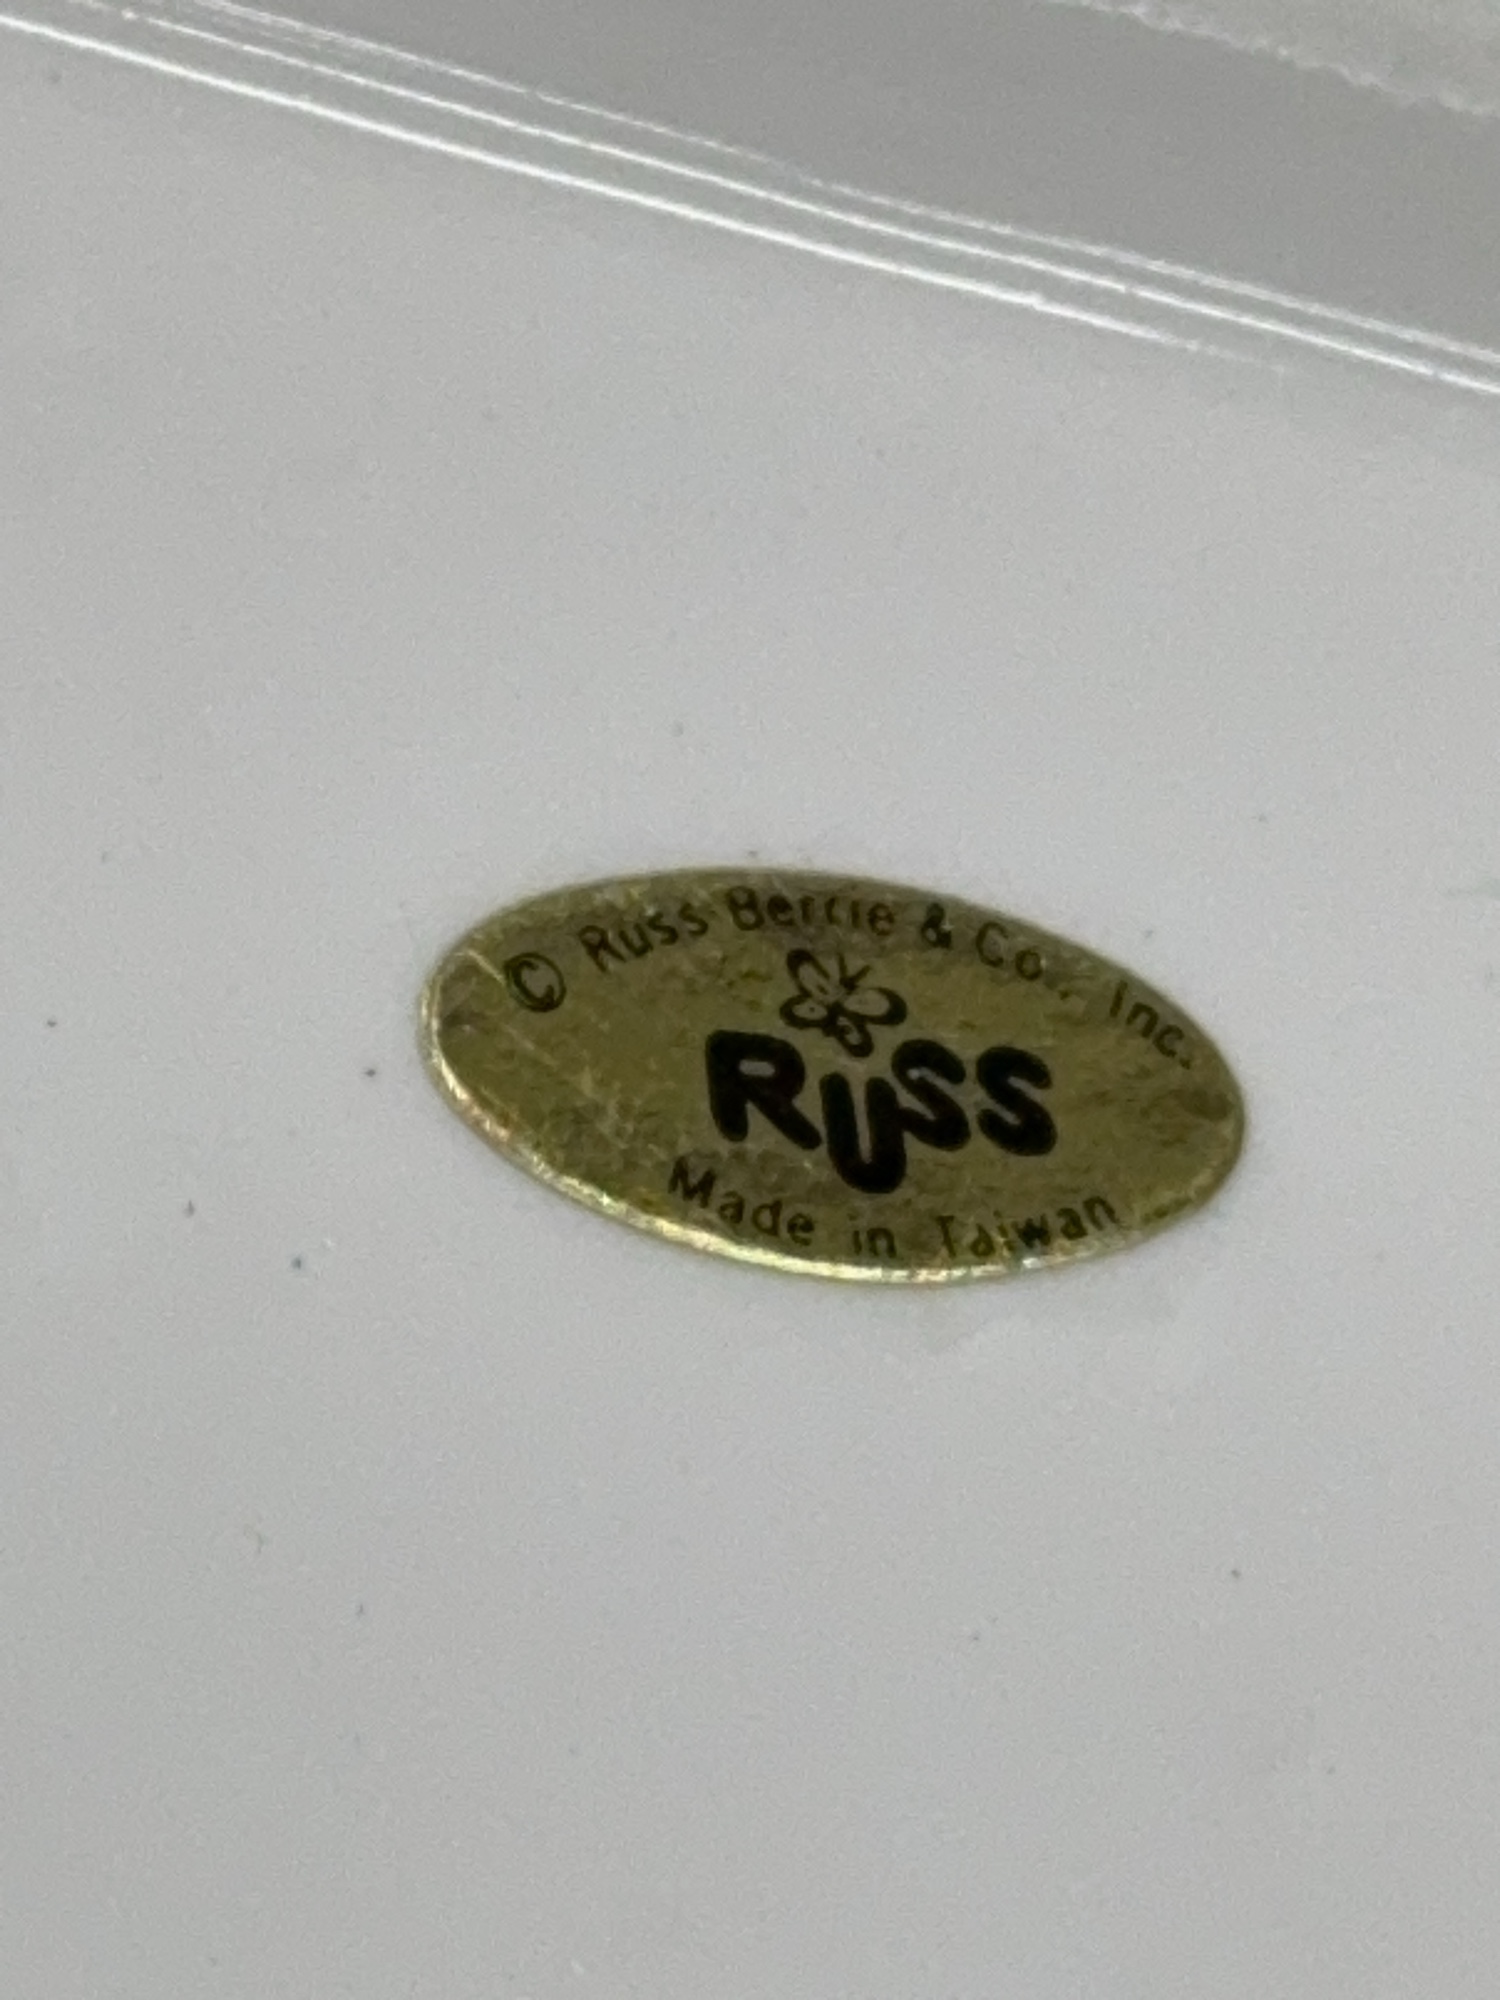 © Russ Berrie & Co., Inc.
RUSS
Made in Taiwan